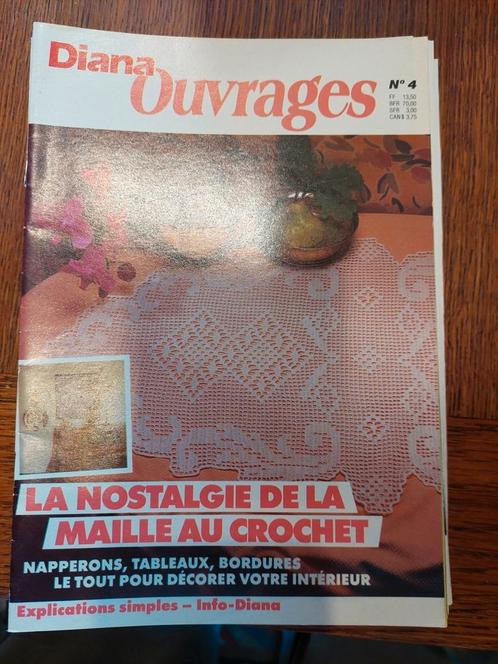 Diana
Ouvrages
N° 4
FF 13,50
BFR 70,00
SFR 3,00
CAN$ 3,75
LA NOSTALGIE DE LA
MAILLE AU CROCHET
NAPPERONS, TABLEAUX, BORDURES
LE TOUT POUR DÉCORER VOTRE INTÉRIEUR
Explications simples – Info-Diana